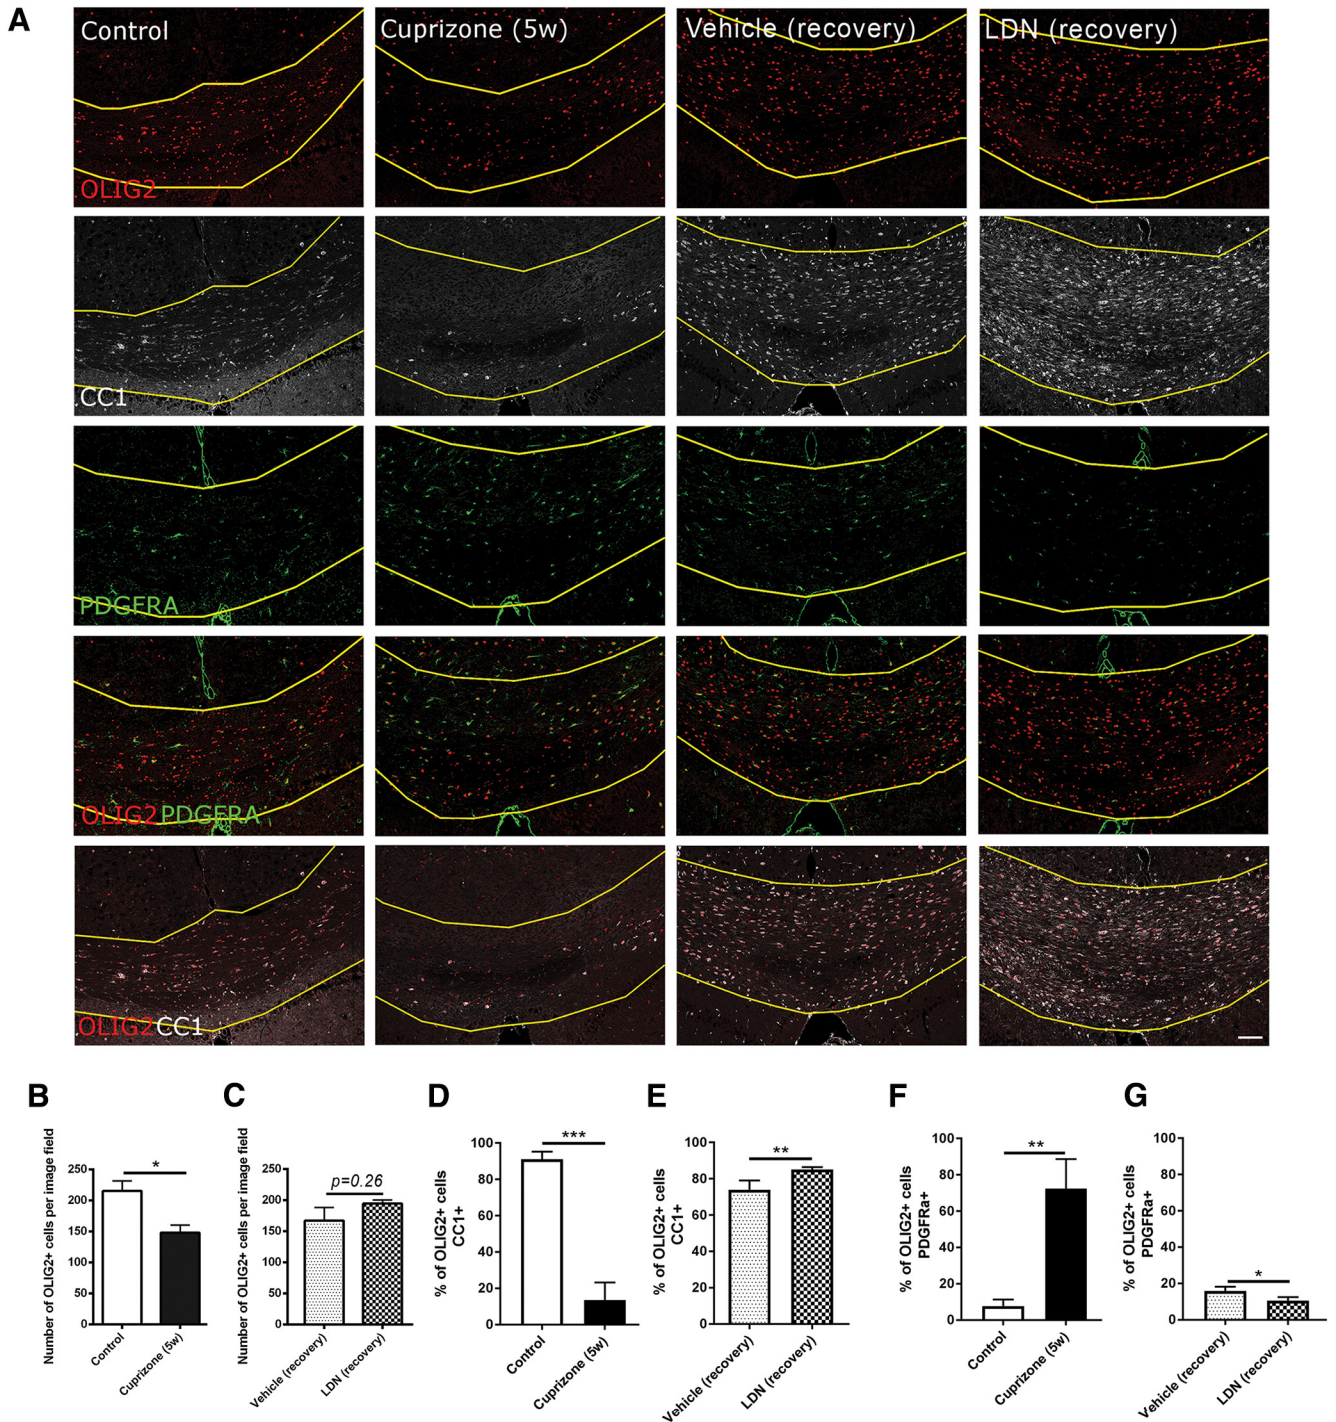 A
Control
Cuprizone (5w)
Vehicle (recovery)
LDN (recovery)
OLIG2
CC1
PDGFRA
OLIG2PDGFRA
OLIG2CC1
B
Number of OLIG2+ cells per image field
250
200
150
100
50
0
*
Control
Cuprizone (5w)
C
Number of OLIG2+ cells per image field
250
200
150
100
50
0
p=0.26
Vehicle (recovery)
LDN (recovery)
D
% of OLIG2+ cells
CC1+
100
80
60
40
20
0
***
Control
Cuprizone (5w)
E
% of OLIG2+ cells
CC1+
100
80
60
40
20
0
**
Vehicle (recovery)
LDN (recovery)
F
% of OLIG2+ cells
PDGFRa+
100
80
60
40
20
0
**
Control
Cuprizone (5w)
G
% of OLIG2+ cells
PDGFRa+
100
80
60
40
20
0
*
Vehicle (recovery)
LDN (recovery)